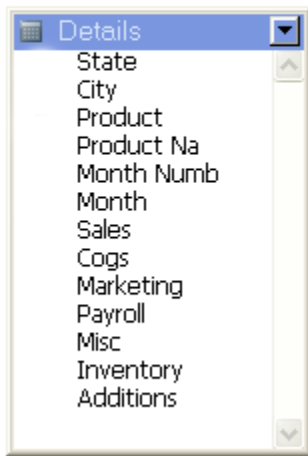 Details
State
City
Product
Product Na
Month Numb
Month
Sales
Cogs
Marketing
Payroll
Misc
Inventory
Additions